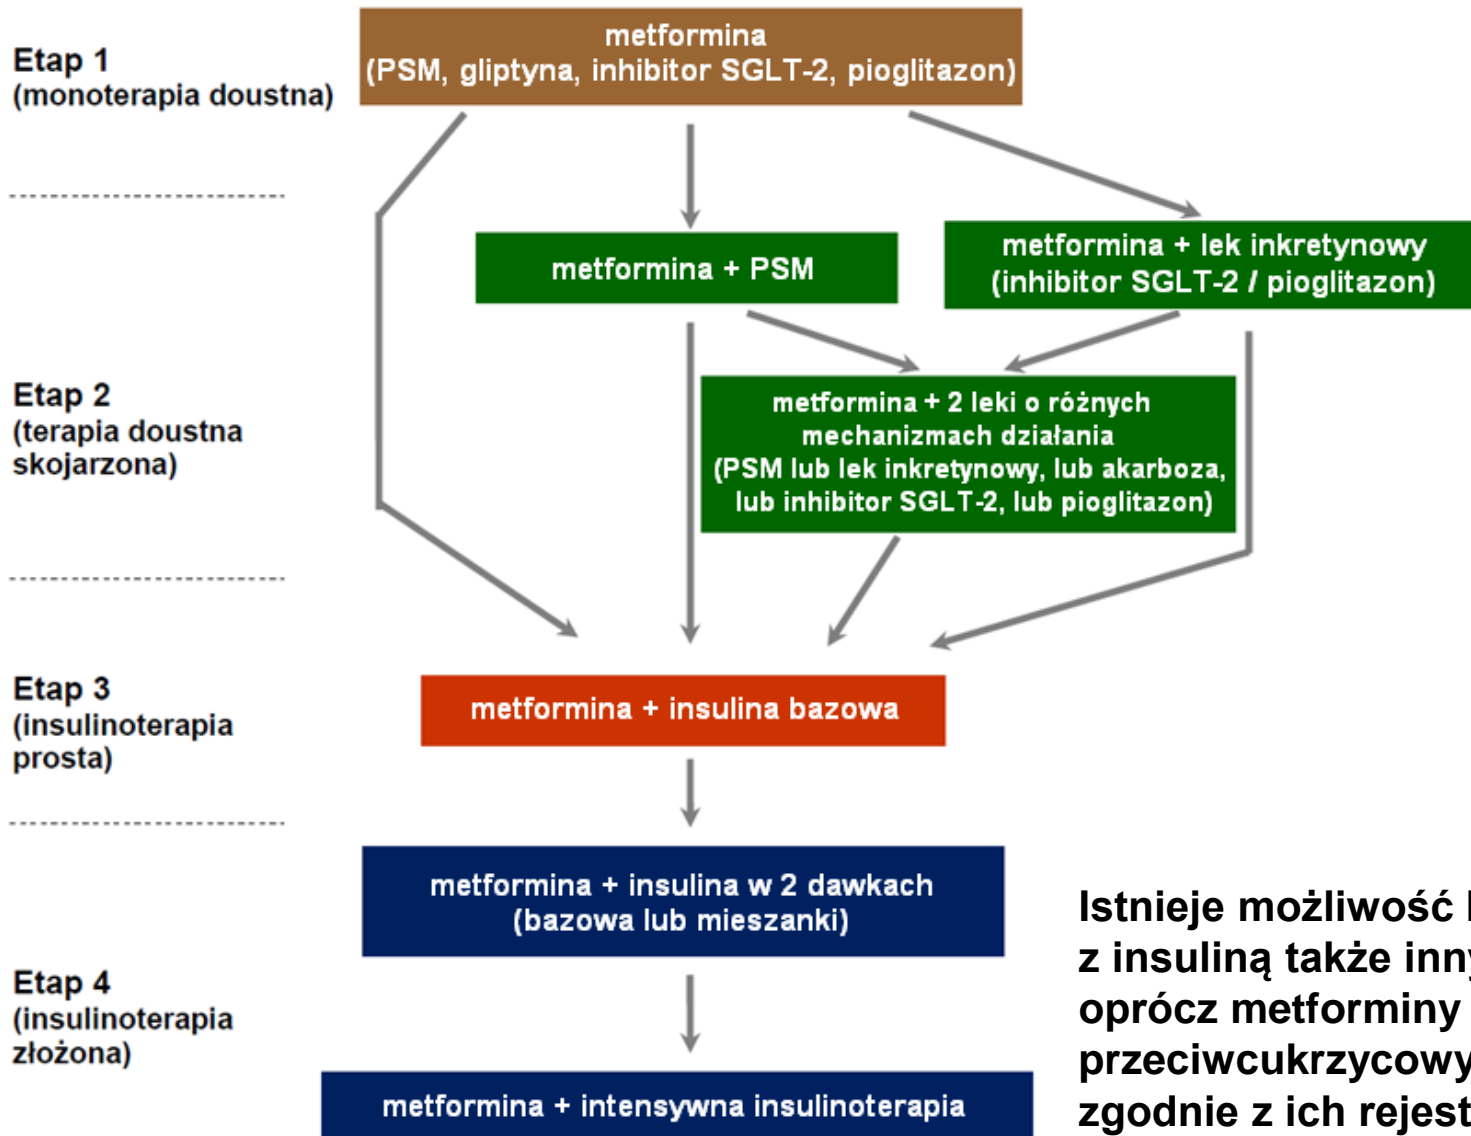 Etap 1
(monoterapia doustna)
metformina
(PSM, gliptyna, inhibitor SGLT-2, pioglitazon)
metformina + PSM
metformina + lek inkretynowy
(inhibitor SGLT-2 / pioglitazon)
Etap 2
(terapia doustna
skojarzona)
metformina + 2 leki o różnych
mechanizmach działania
(PSM lub lek inkretynowy, lub akarboza,
lub inhibitor SGLT-2, lub pioglitazon)
Etap 3
(insulinoterapia
prosta)
metformina + insulina bazowa
metformina + insulina w 2 dawkach
(bazowa lub mieszanki)
Etap 4
(insulinoterapia
złożona)
metformina + intensywna insulinoterapia
Istnieje możliwość
z insuliną także
oprócz metforminy
zgodnie z ich